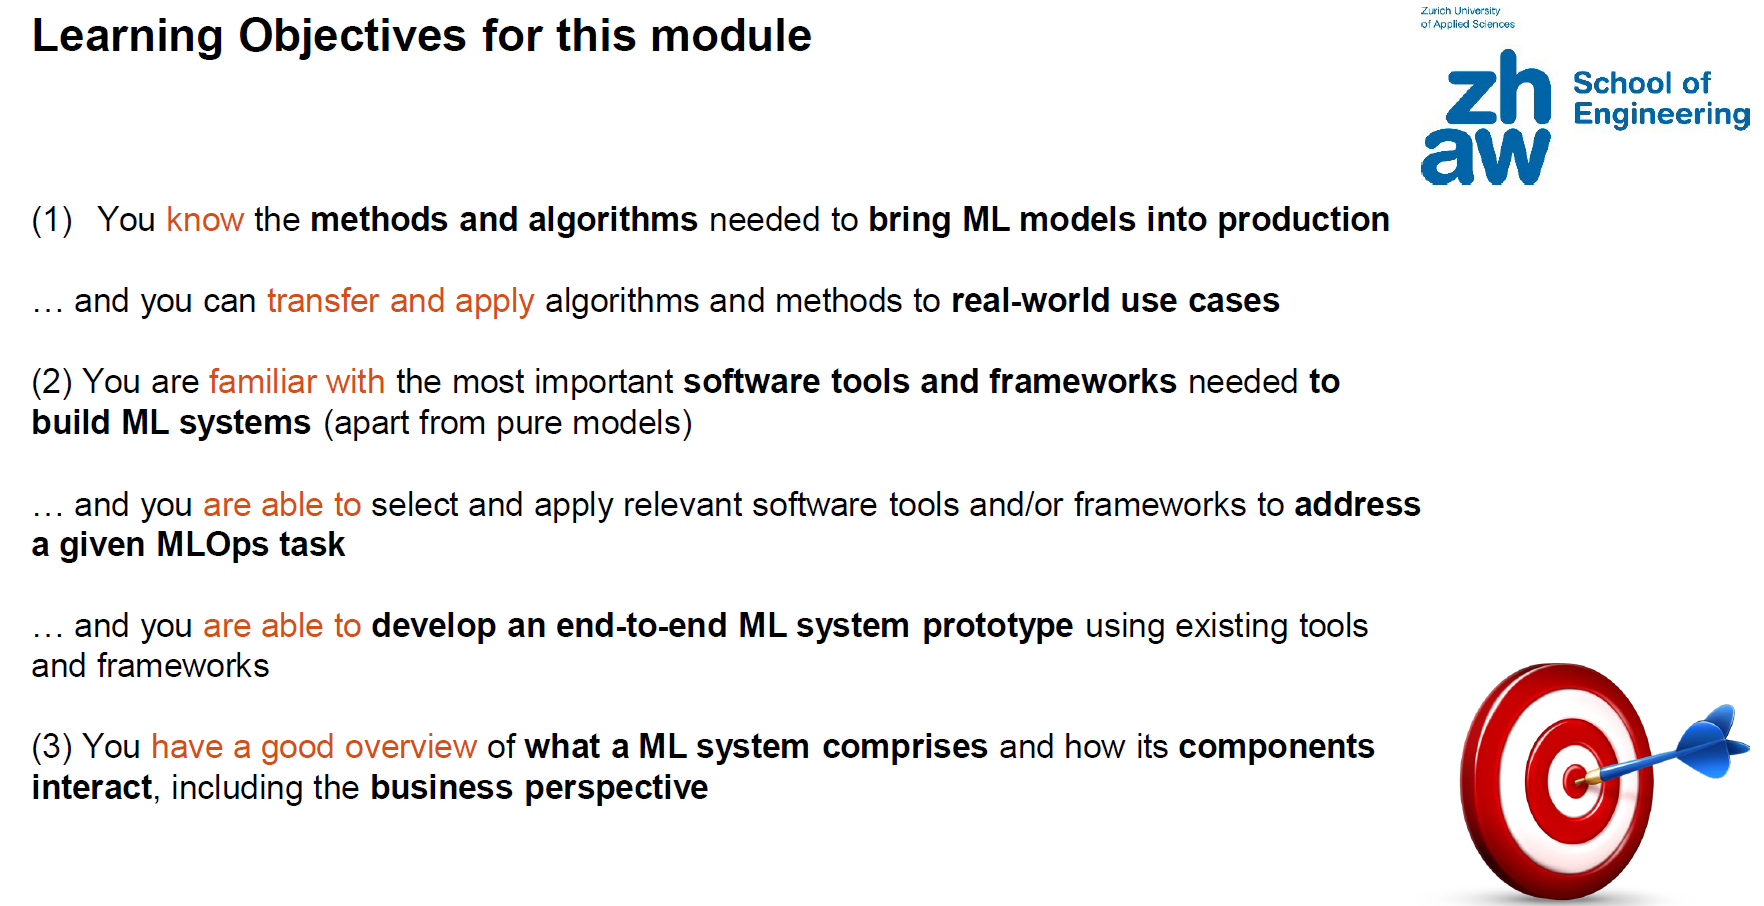 Learning Objectives for this module
Zurich University
of Applied Sciences
zh
aw
School of
Engineering
(1) You know the methods and algorithms needed to bring ML models into production
… and you can transfer and apply algorithms and methods to real-world use cases
(2) You are familiar with the most important software tools and frameworks needed to
build ML systems (apart from pure models)
… and you are able to select and apply relevant software tools and/or frameworks to address
a given MLOps task
… and you are able to develop an end-to-end ML system prototype using existing tools
and frameworks
(3) You have a good overview of what a ML system comprises and how its components
interact, including the business perspective